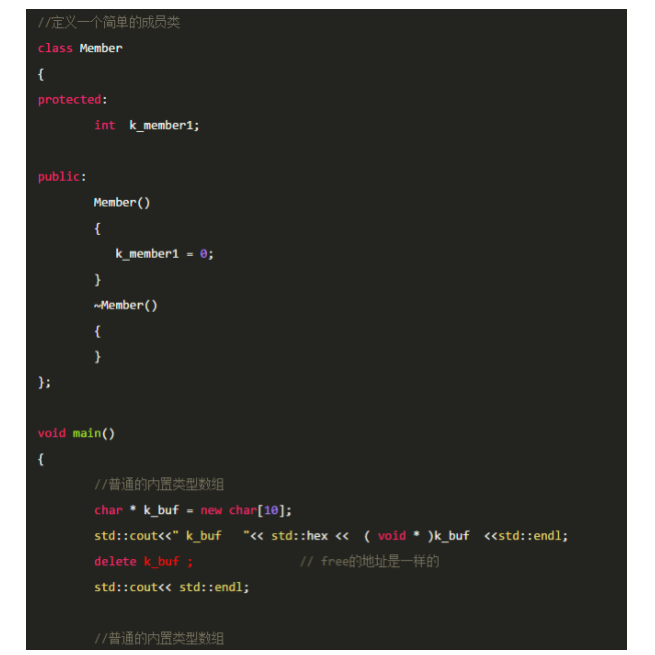 //定义一个简单的成员类
class Member
{
protected:
int  k_member1;
public:
Member()
{
k_member1 = 0;
}
~Member()
{
}
};
void main()
{
//普通的内置类型数组
char * k_buf = new char[10];
std::cout<<" k_buf   "<< std::hex <<  ( void * )k_buf  <<std::endl;
delete k_buf ;              // free的地址是一样的
std::cout<< std::endl;
//普通的内置类型数组